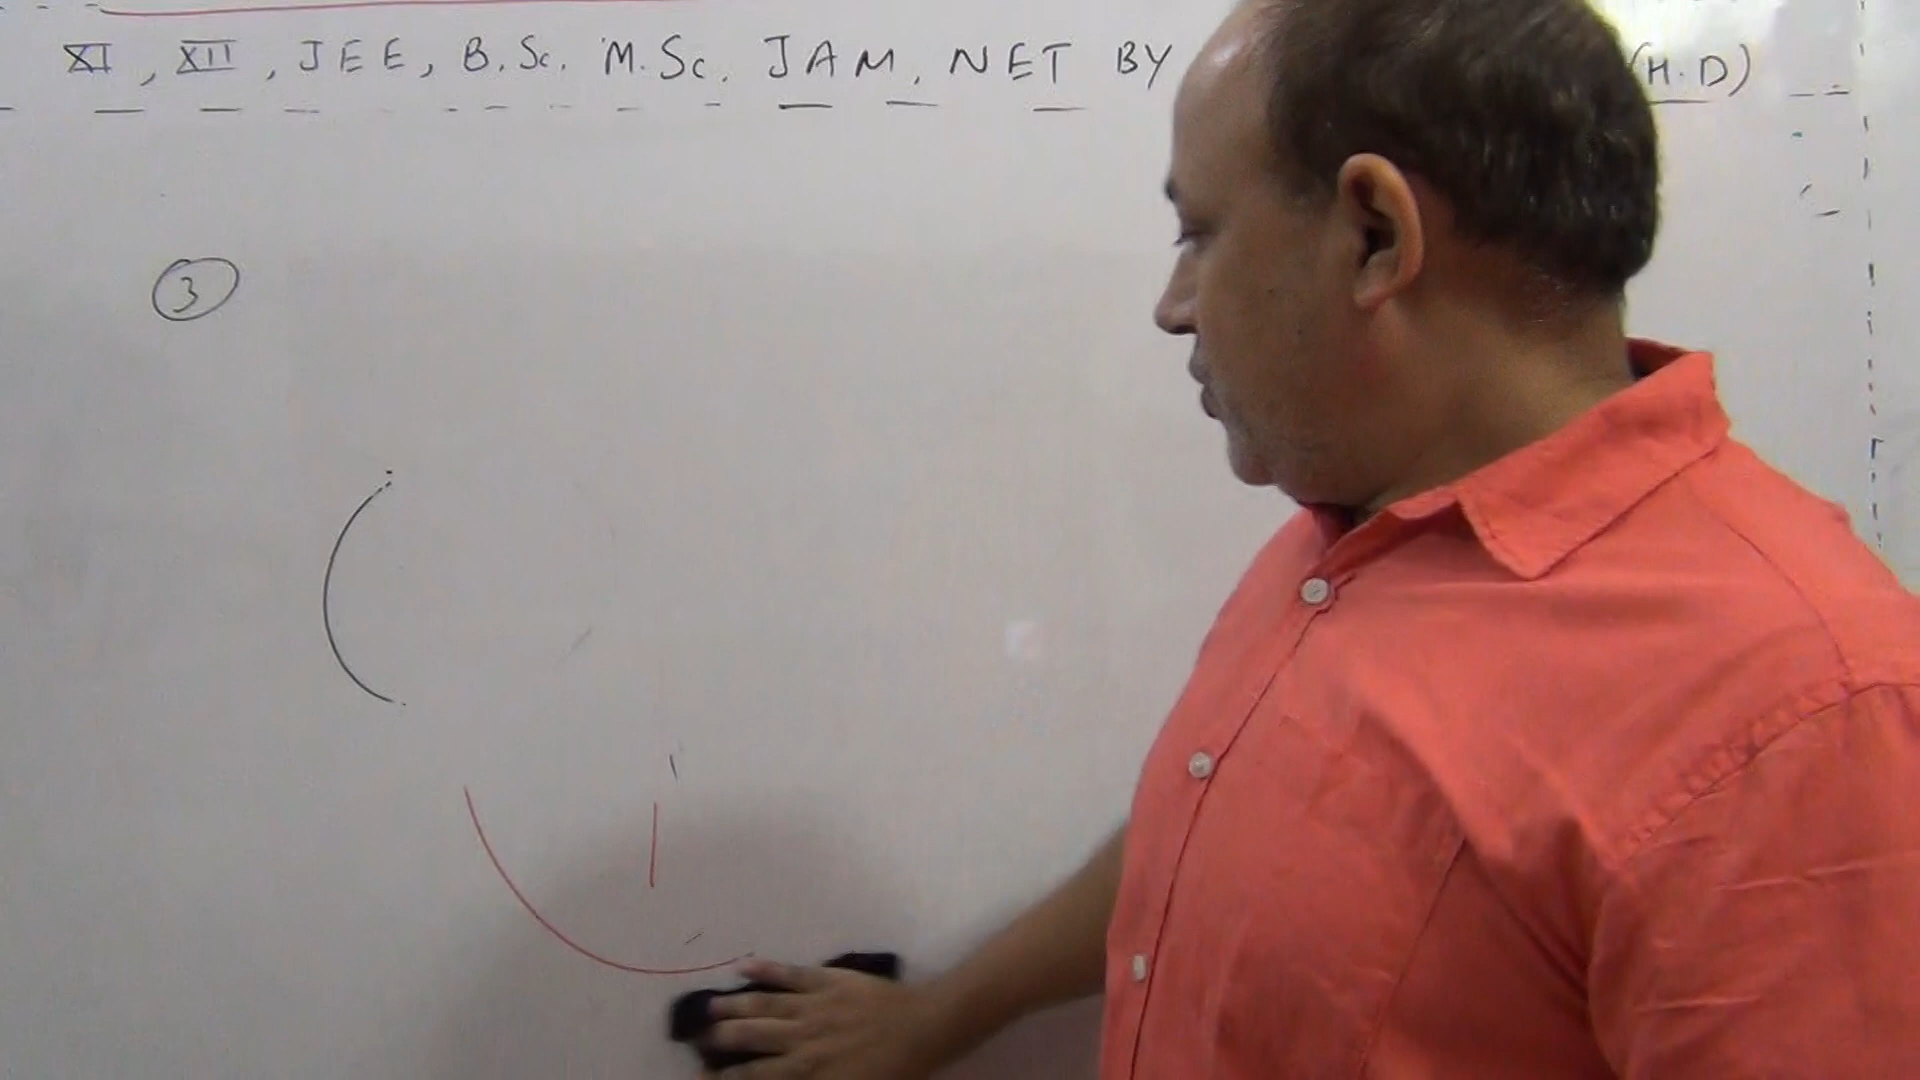 XI, XII, JEE, B.Sc. M.Sc. JAM, NET BY (H.D)
3